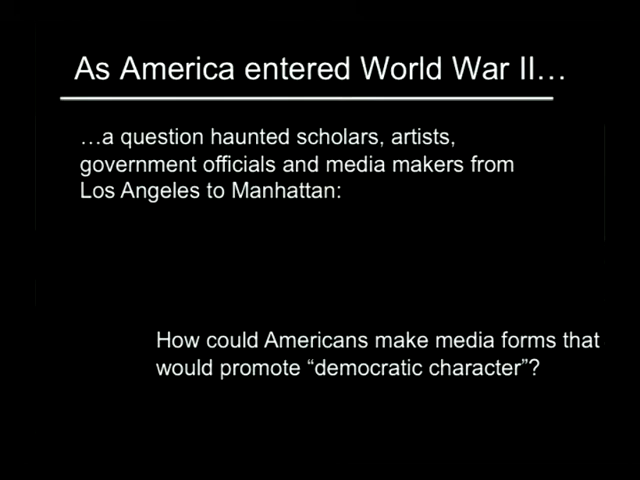 As America entered World War II…
…a question haunted scholars, artists,
government officials and media makers from
Los Angeles to Manhattan:
How could Americans make media forms that
would promote “democratic character”?